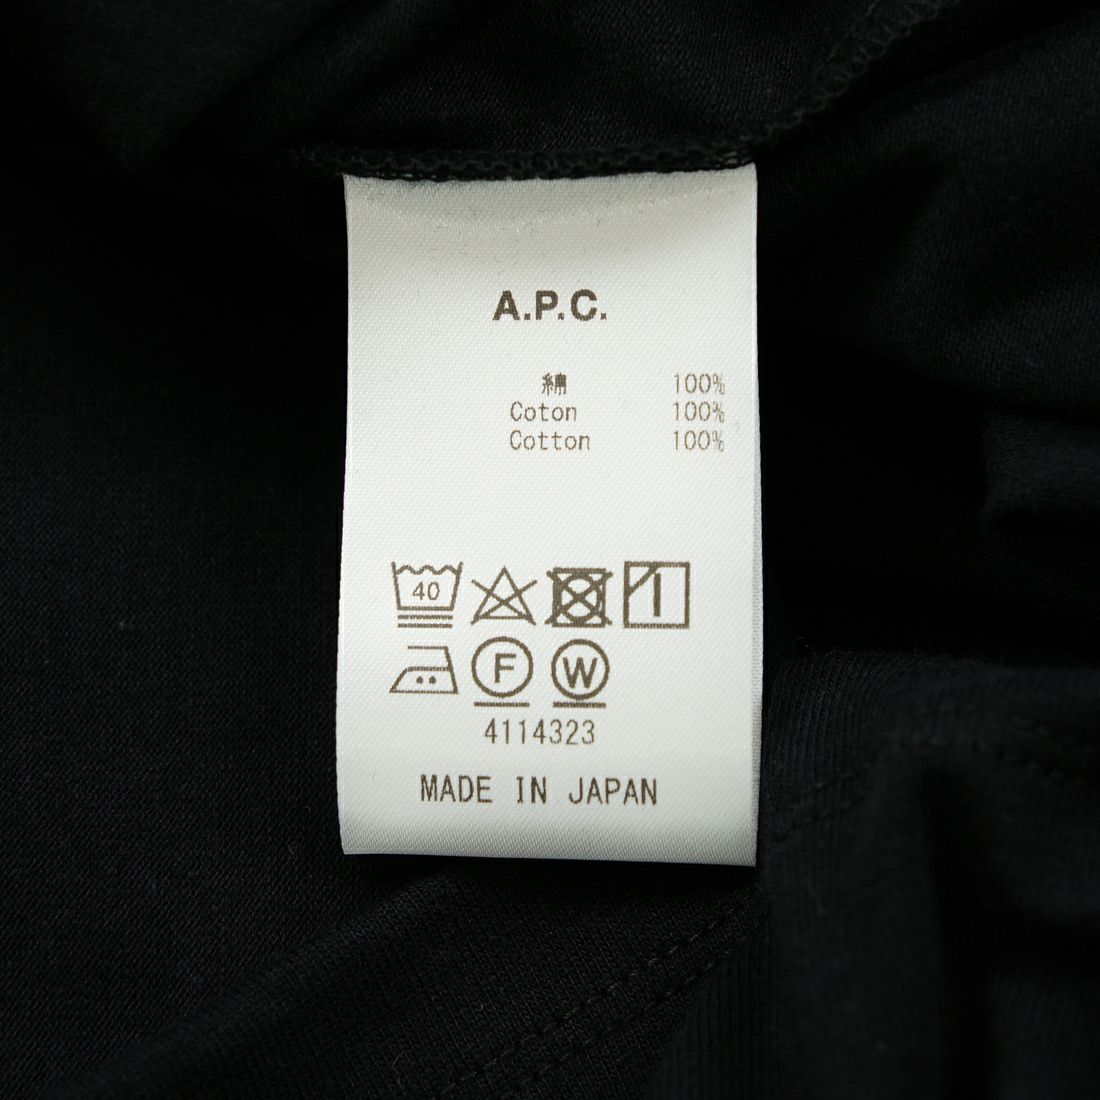 A.P.C.
綿 100%
Coton 100%
Cotton 100%
40
F W
4114323
MADE IN JAPAN